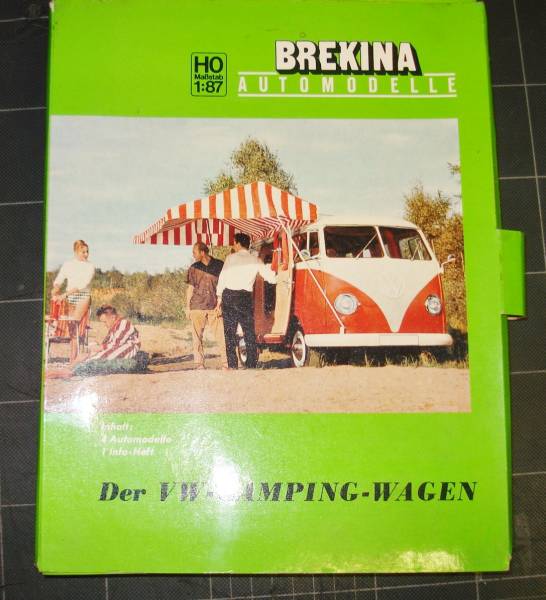 HO
Maßstab
1:87
BREKINA
AUTOMODELLE
Inhalt:
4 Automodelle
1 Info-Heft
Der VW-CAMPING-WAGEN